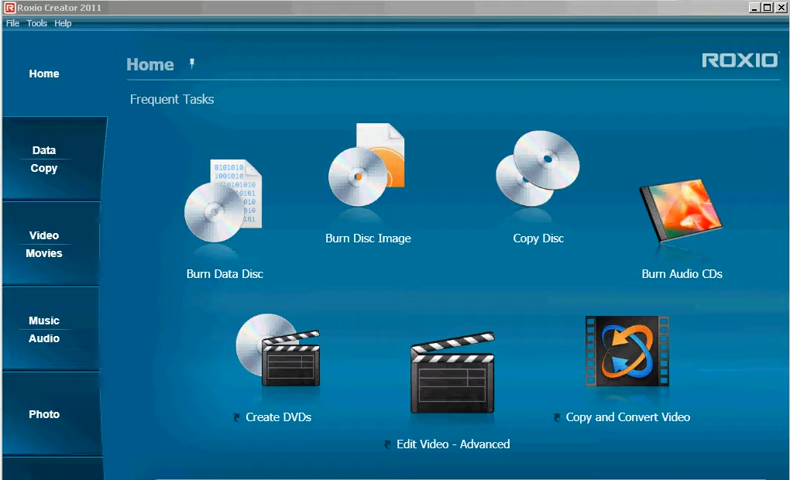 Roxio Creator 2011
File Tools Help
Home
Data
Copy
Video
Movies
Music
Audio
Photo
Home
ROXIO
Frequent Tasks
Burn Data Disc
Burn Disc Image
Copy Disc
Burn Audio CDs
Create DVDs
Edit Video - Advanced
Copy and Convert Video